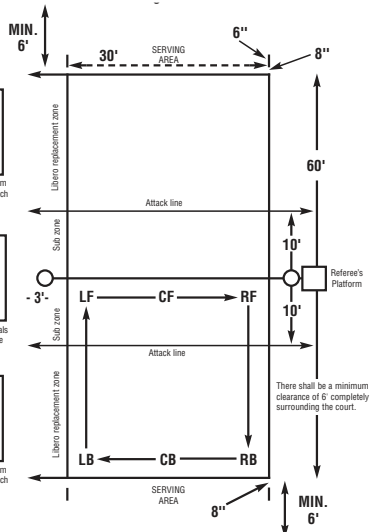 MIN.
6'
6"
30'
SERVING
AREA
8"
Libero replacement zone
60'
Attack line
Sub zone
10'
Referee's
Platform
- 3'-
LF CF RF
10'
Sub zone
Attack line
Libero replacement zone
There shall be a minimum
clearance of 6' completely
surrounding the court.
LB CB RB
SERVING
AREA
8"
MIN.
6'